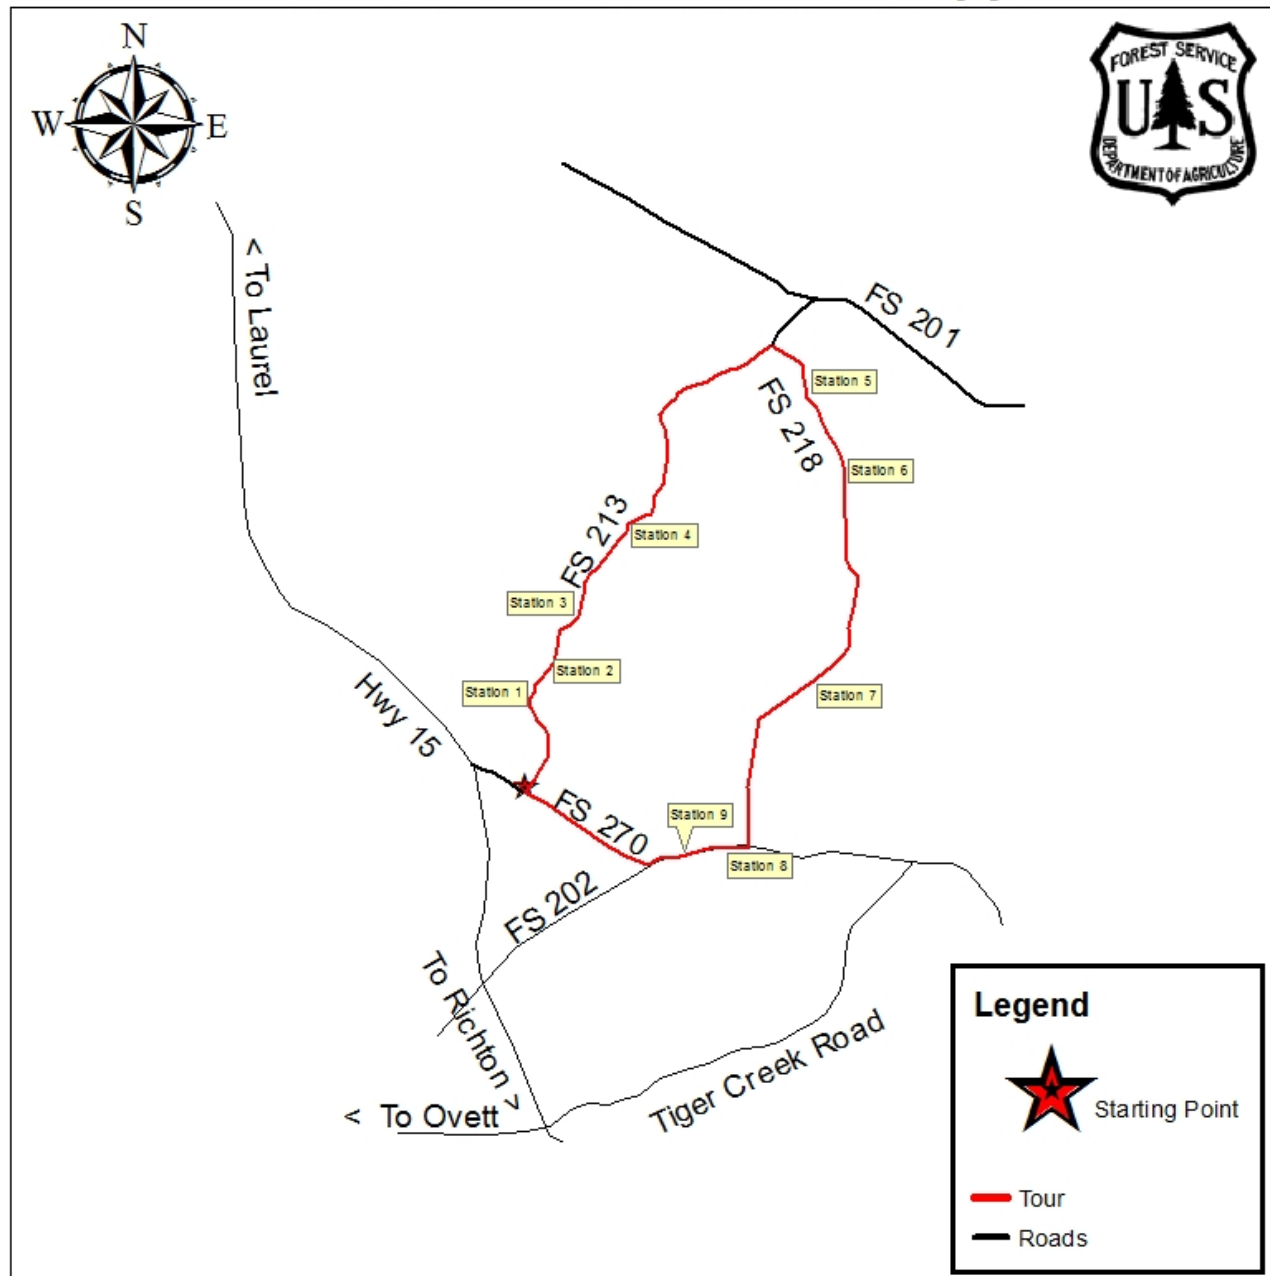 N
W
E
S
FOREST SERVICE
U S
DEPARTMENT OF AGRICULTURE
< To Laurel
FS 201
Station 5
FS 218
Station 6
FS 213
Station 4
Station 3
Station 2
Station 1
Station 7
Hwy 15
FS 270
Station 9
Station 8
FS 202
To Richton >
< To Ovett
Tiger Creek Road
Legend
Starting Point
Tour
Roads